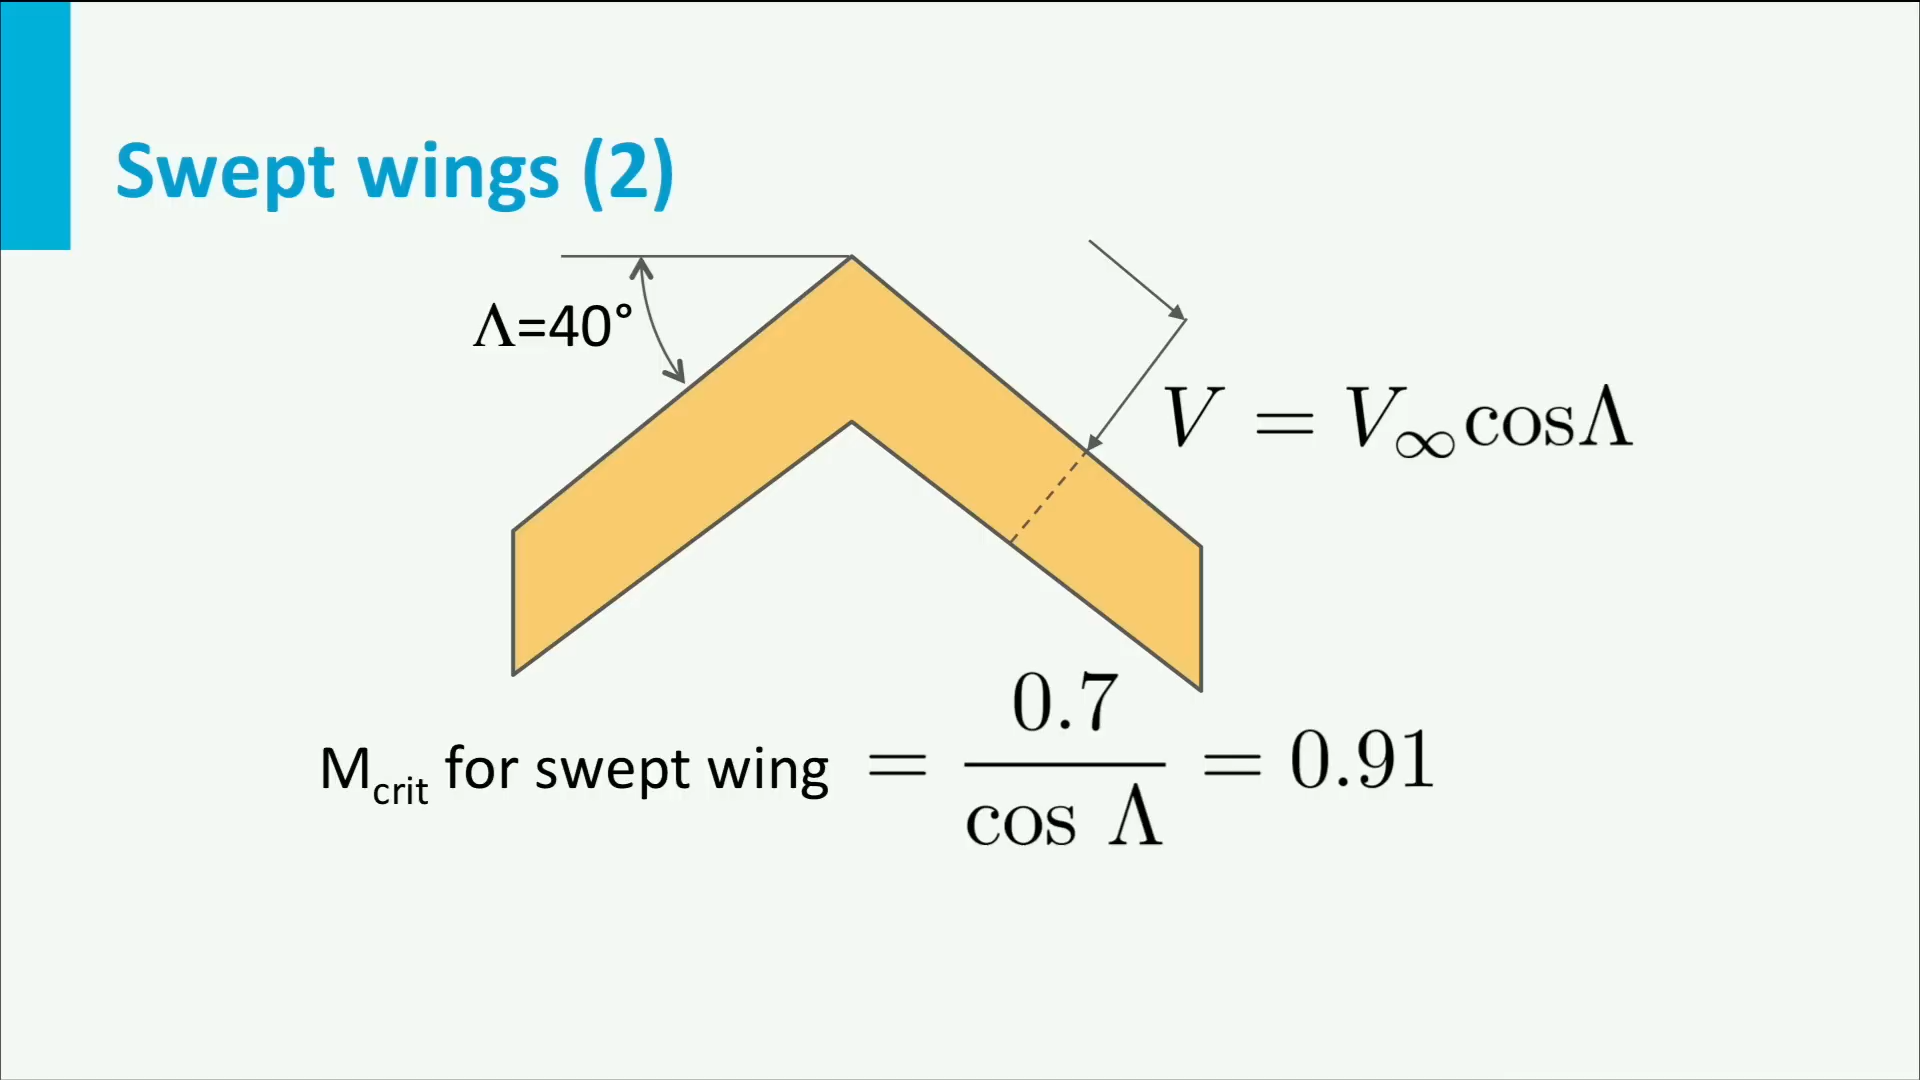 Swept wings (2)
Λ=40°
V = V∞cosΛ
Mcrit for swept wing = 0.7 / cos Λ = 0.91